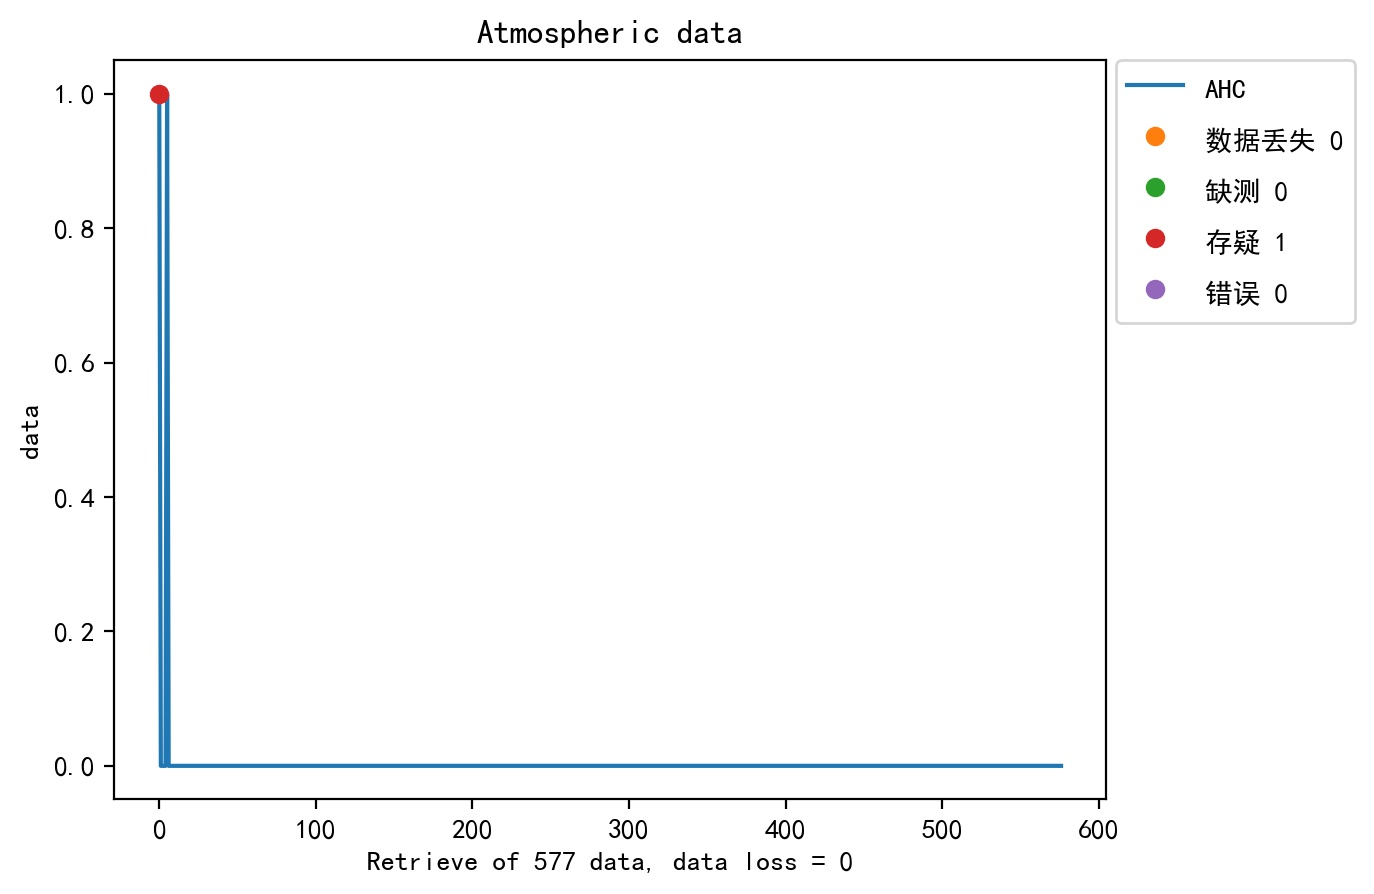 Atmospheric data
1.0
0.8
0.6
0.4
0.2
0.0
data
0
100
200
300
400
500
600
Retrieve of 577 data, data loss = 0
AHC
数据丢失 0
缺测 0
存疑 1
错误 0